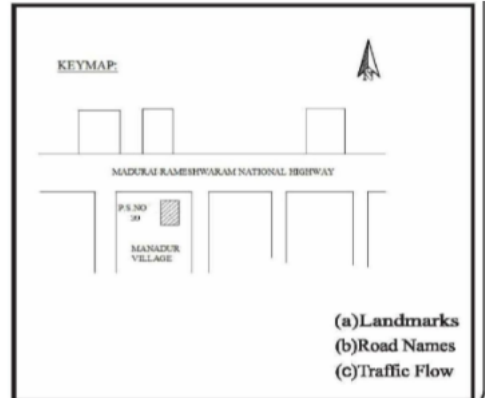 KEYMAP:
MADURAI RAMESHWARAM NATIONAL HIGHWAY
P.S.NO
39
MANADUR
VILLAGE
(a)Landmarks
(b)Road Names
(c)Traffic Flow